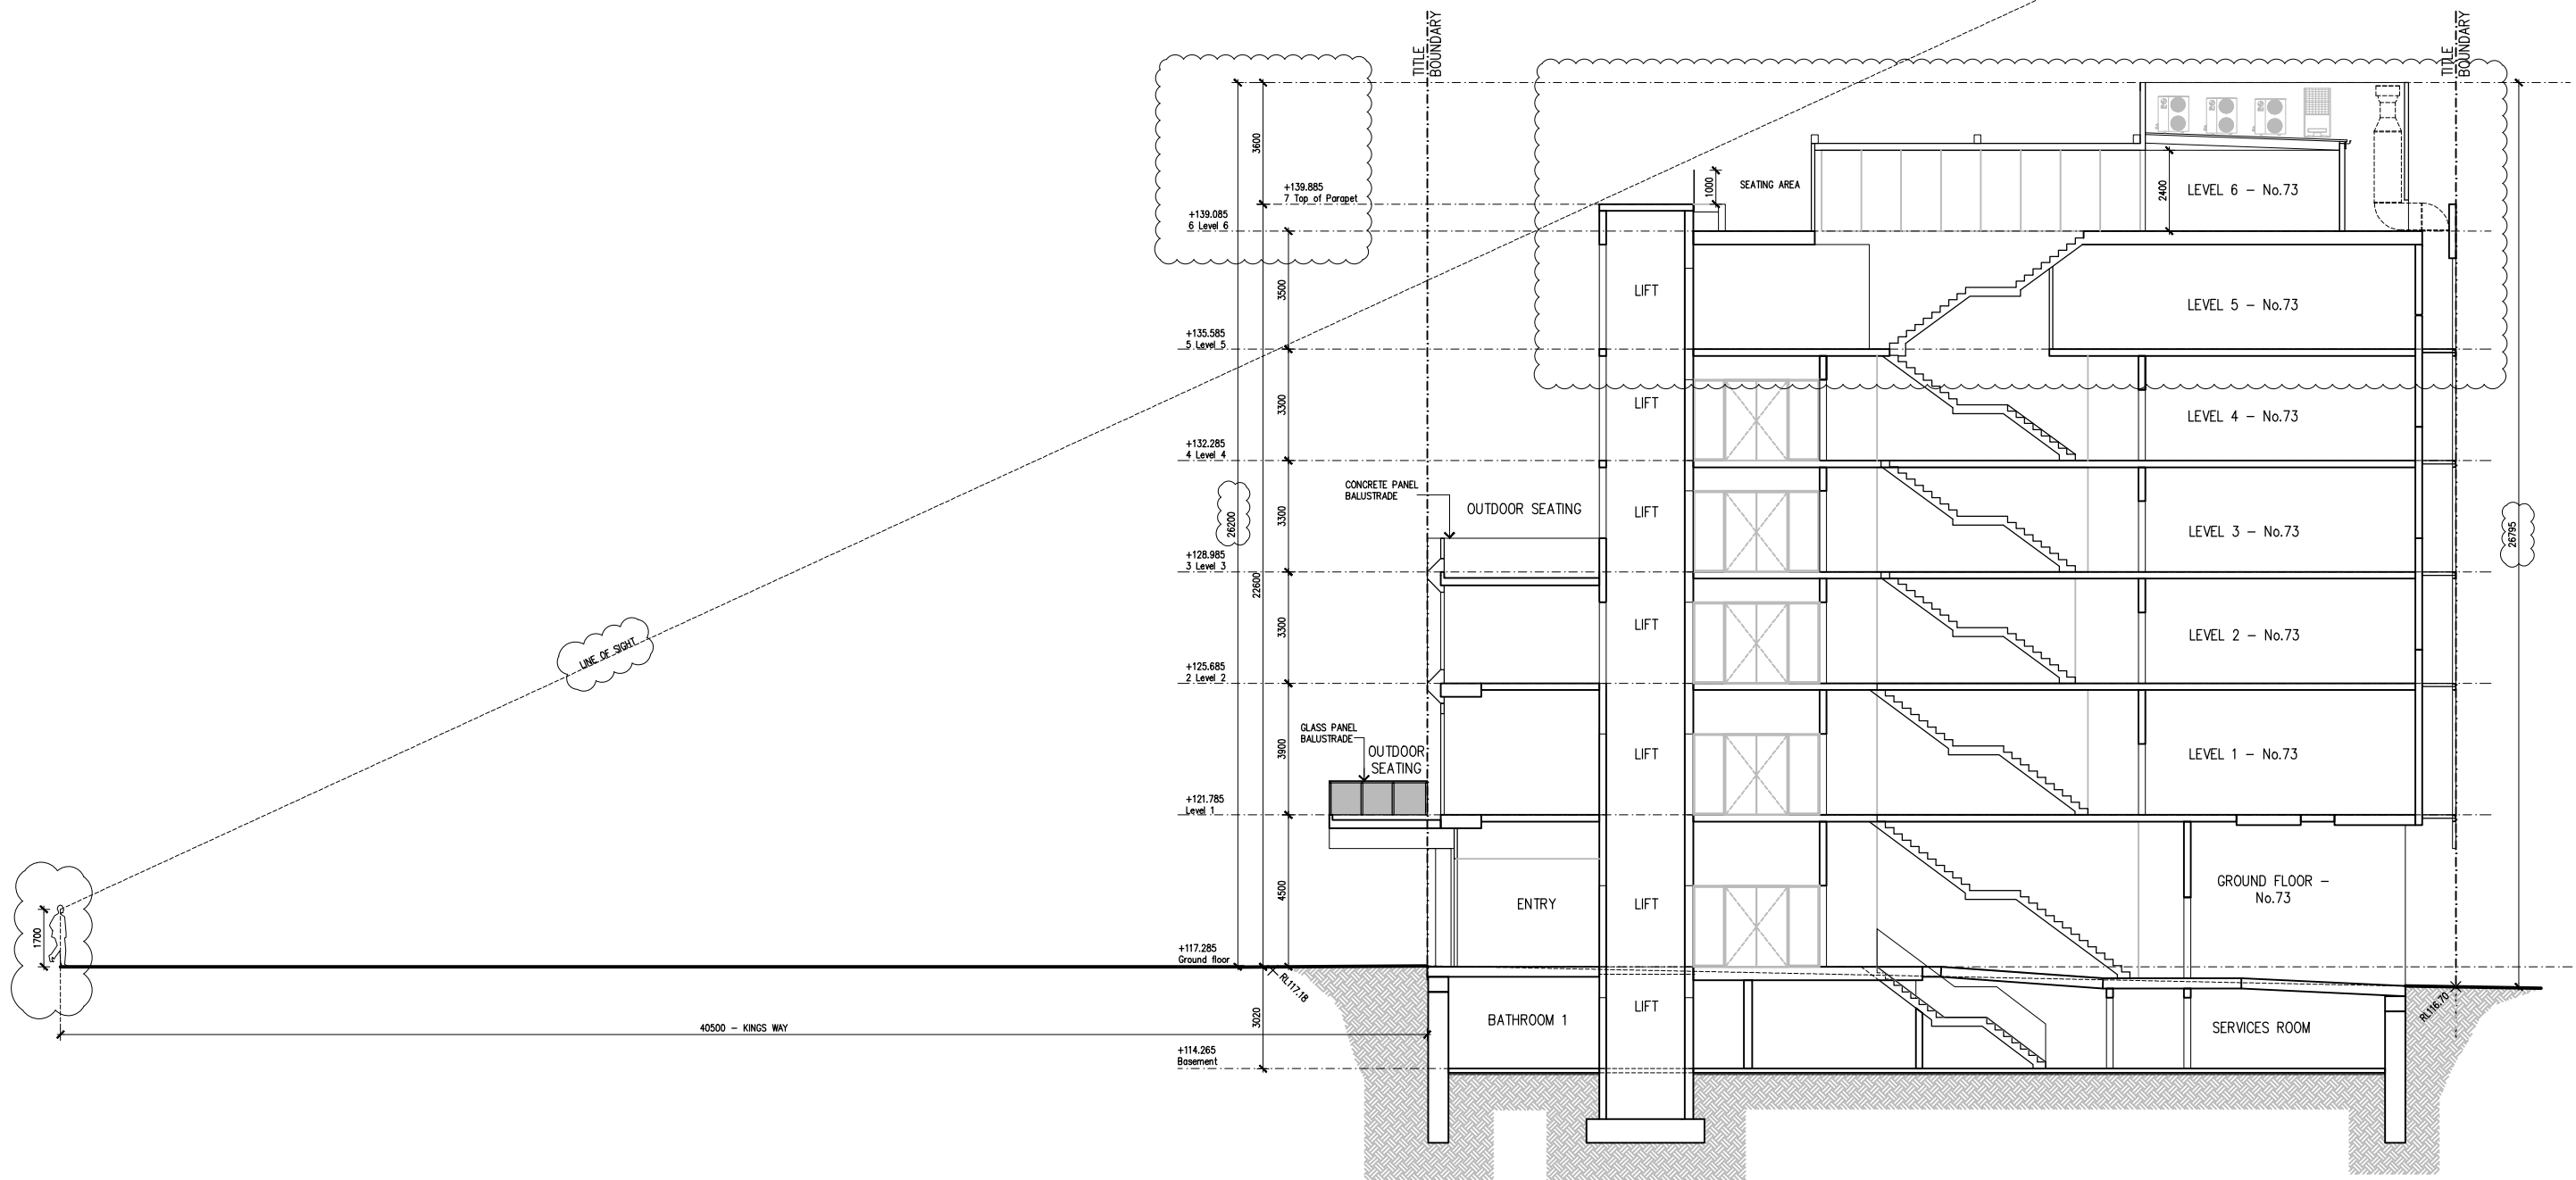 TITLE
BOUNDARY
TITLE
BOUNDARY
3600
+139.885
7 Top of Parapet
+139.085
6 Level 6
1000
SEATING AREA
2400
LEVEL 6 - No.73
3500
LIFT
LEVEL 5 - No.73
+135.585
5 Level 5
3300
LIFT
LEVEL 4 - No.73
+132.285
4 Level 4
CONCRETE PANEL
BALUSTRADE
OUTDOOR SEATING
26200
3300
LIFT
LEVEL 3 - No.73
26795
+128.985
3 Level 3
22600
3300
LIFT
LEVEL 2 - No.73
LINE OF SIGHT
+125.685
2 Level 2
GLASS PANEL
BALUSTRADE
OUTDOOR
SEATING
3900
LIFT
LEVEL 1 - No.73
+121.785
Level 1
4500
ENTRY
LIFT
GROUND FLOOR -
No.73
1700
+117.285
Ground floor
RL117.18
RL116.70
40500 - KINGS WAY
3020
BATHROOM 1
LIFT
SERVICES ROOM
+114.265
Basement